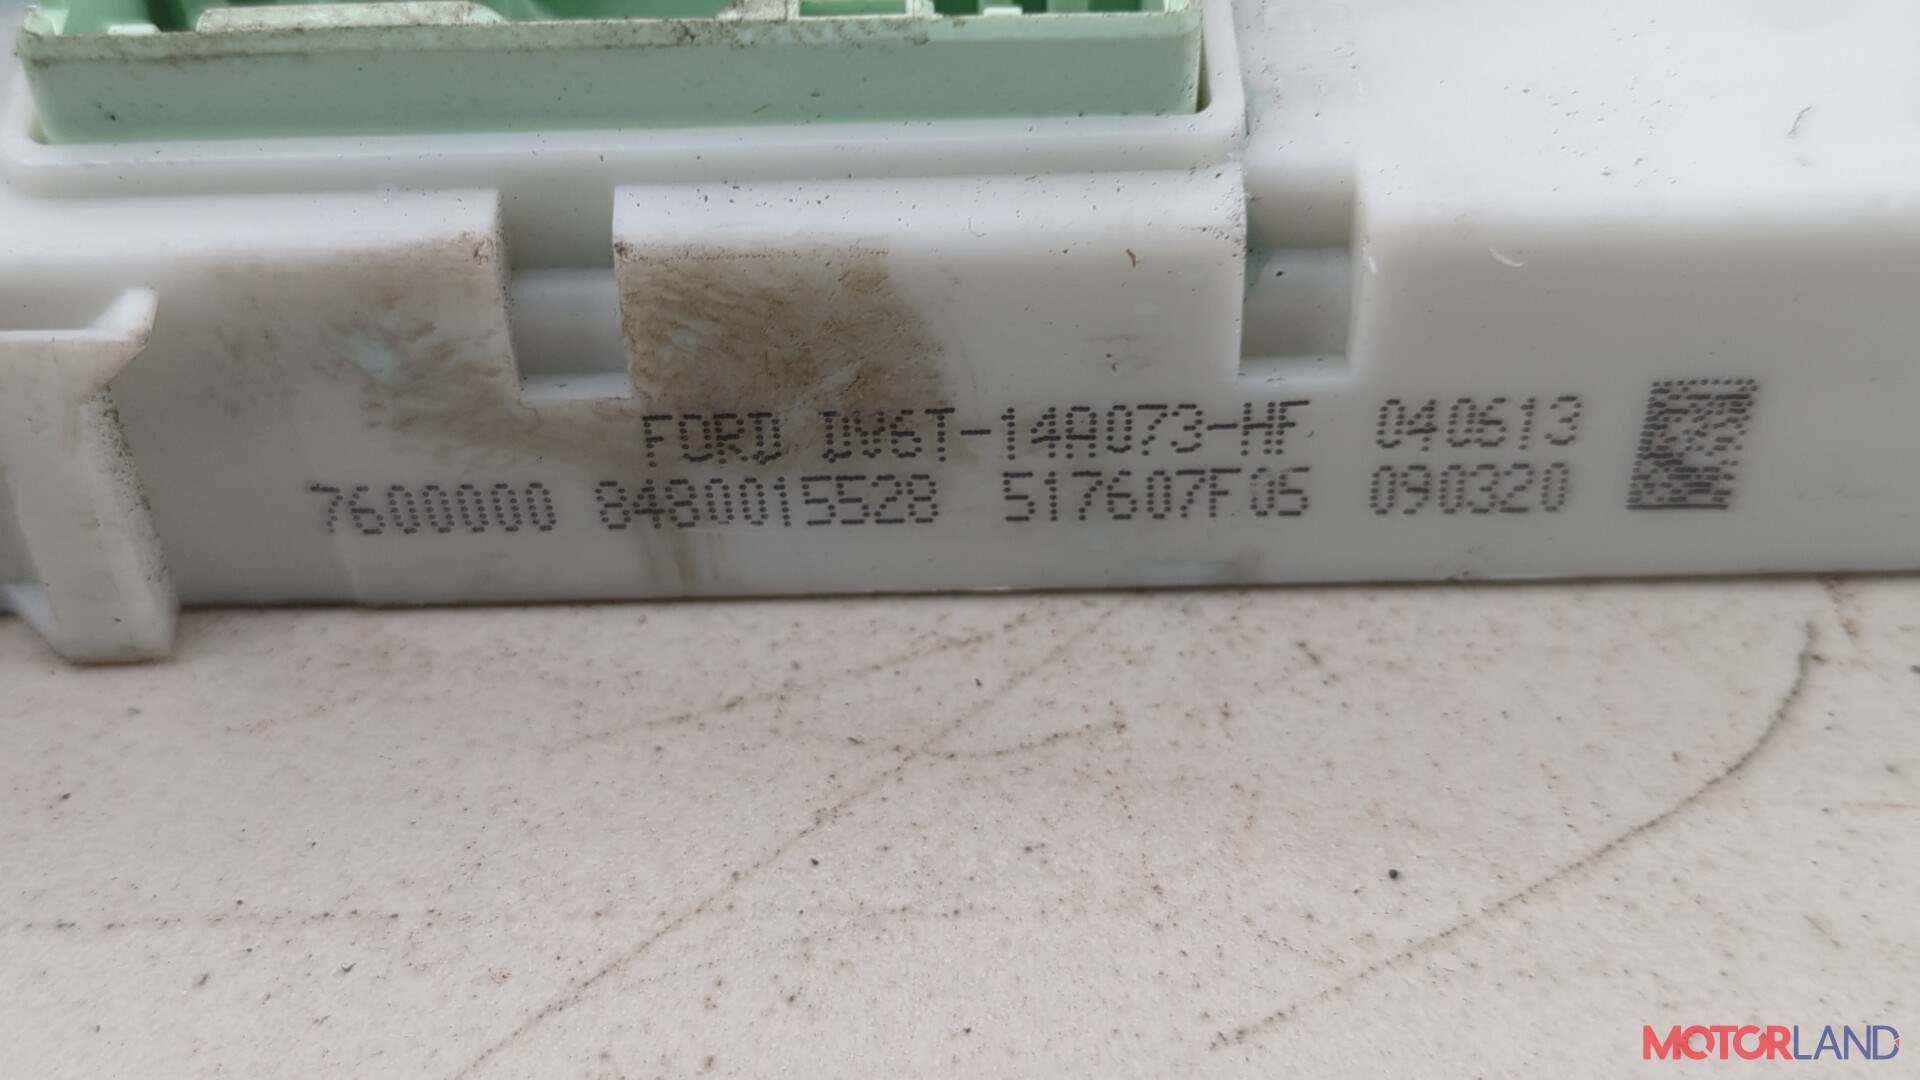 FORD DV6T-14A073-HF 040613
7600000 8480015528 517607F05 090320
MOTORLAND